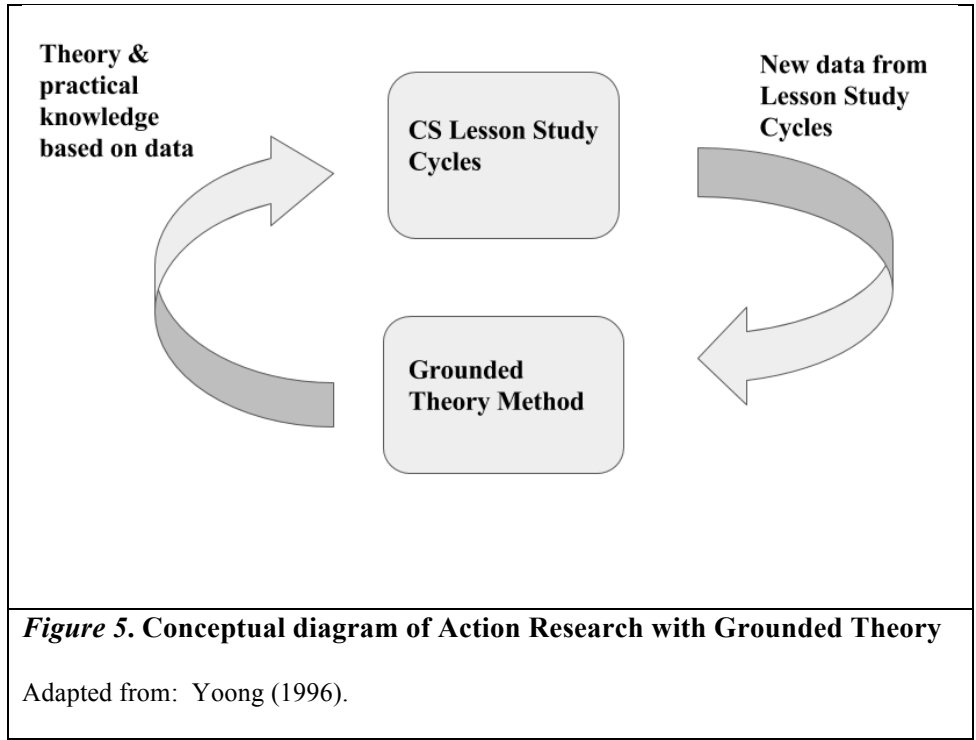 Theory &
practical
knowledge
based on data
CS Lesson Study
Cycles
New data from
Lesson Study
Cycles
Grounded
Theory Method
Figure 5. Conceptual diagram of Action Research with Grounded Theory
Adapted from: Yoong (1996).